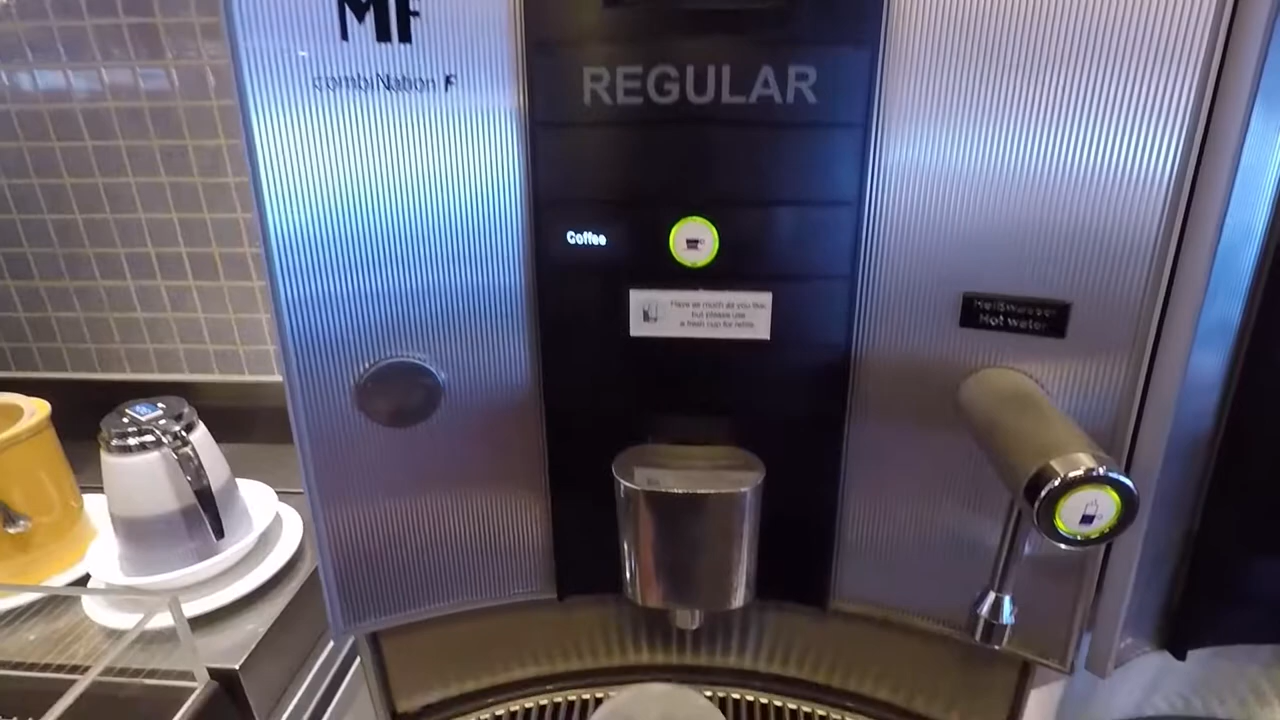 MF
combiNation F
REGULAR
Coffee
Have as much as you like,
but please use
a fresh cup for refills
Heißwasser
Hot water